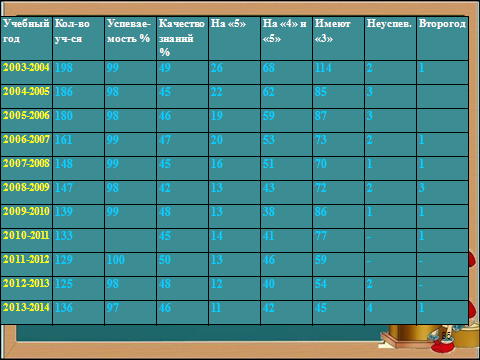 Учебный год Кол-во уч-ся Успевае-мость % Качество знаний % На «5» На «4» и «5» Имеют «3» Неуспев. Второгод
2003-2004 198 99 49 26 68 114 2 1
2004-2005 186 98 45 22 62 85 3
2005-2006 180 98 46 19 59 87 3
2006-2007 161 99 47 20 53 73 2 1
2007-2008 148 99 45 16 51 70 1 1
2008-2009 147 98 42 13 43 72 2 3
2009-2010 139 99 48 13 38 86 1 1
2010-2011 133 45 14 41 77 - 1
2011-2012 129 100 50 13 46 59 - -
2012-2013 125 98 48 12 40 54 2 -
2013-2014 136 97 46 11 42 45 4 1